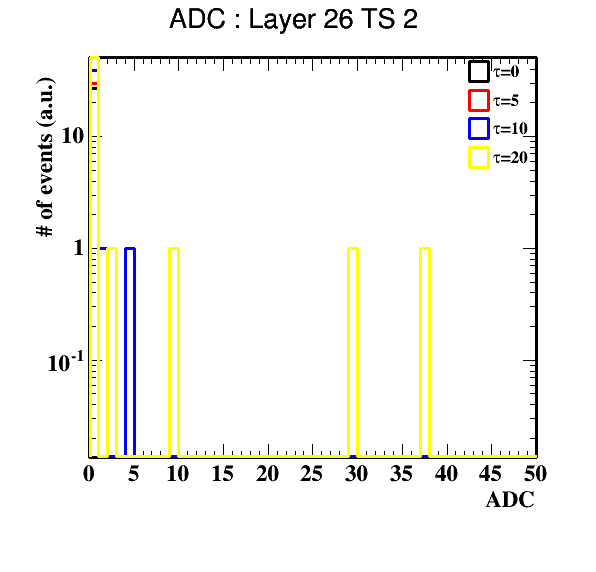 ADC : Layer 26 TS 2
# of events (a.u.)
τ=0
τ=5
τ=10
τ=20
10
1
10-1
0 5 10 15 20 25 30 35 40 45 50
ADC